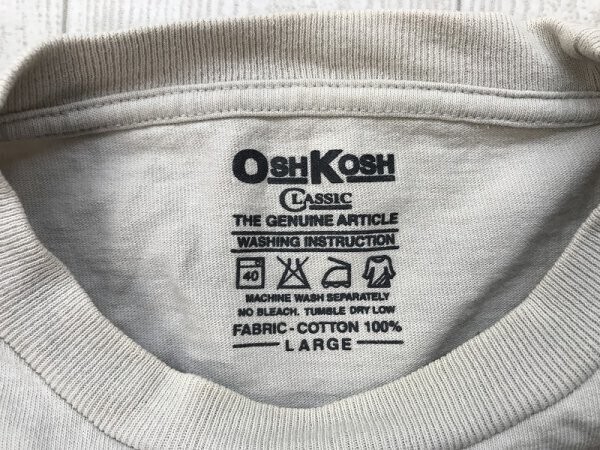 OSHKOSH
CLASSIC
THE GENUINE ARTICLE
WASHING INSTRUCTION
40
MACHINE WASH SEPARATELY
NO BLEACH. TUMBLE DRY LOW
FABRIC - COTTON 100%
LARGE